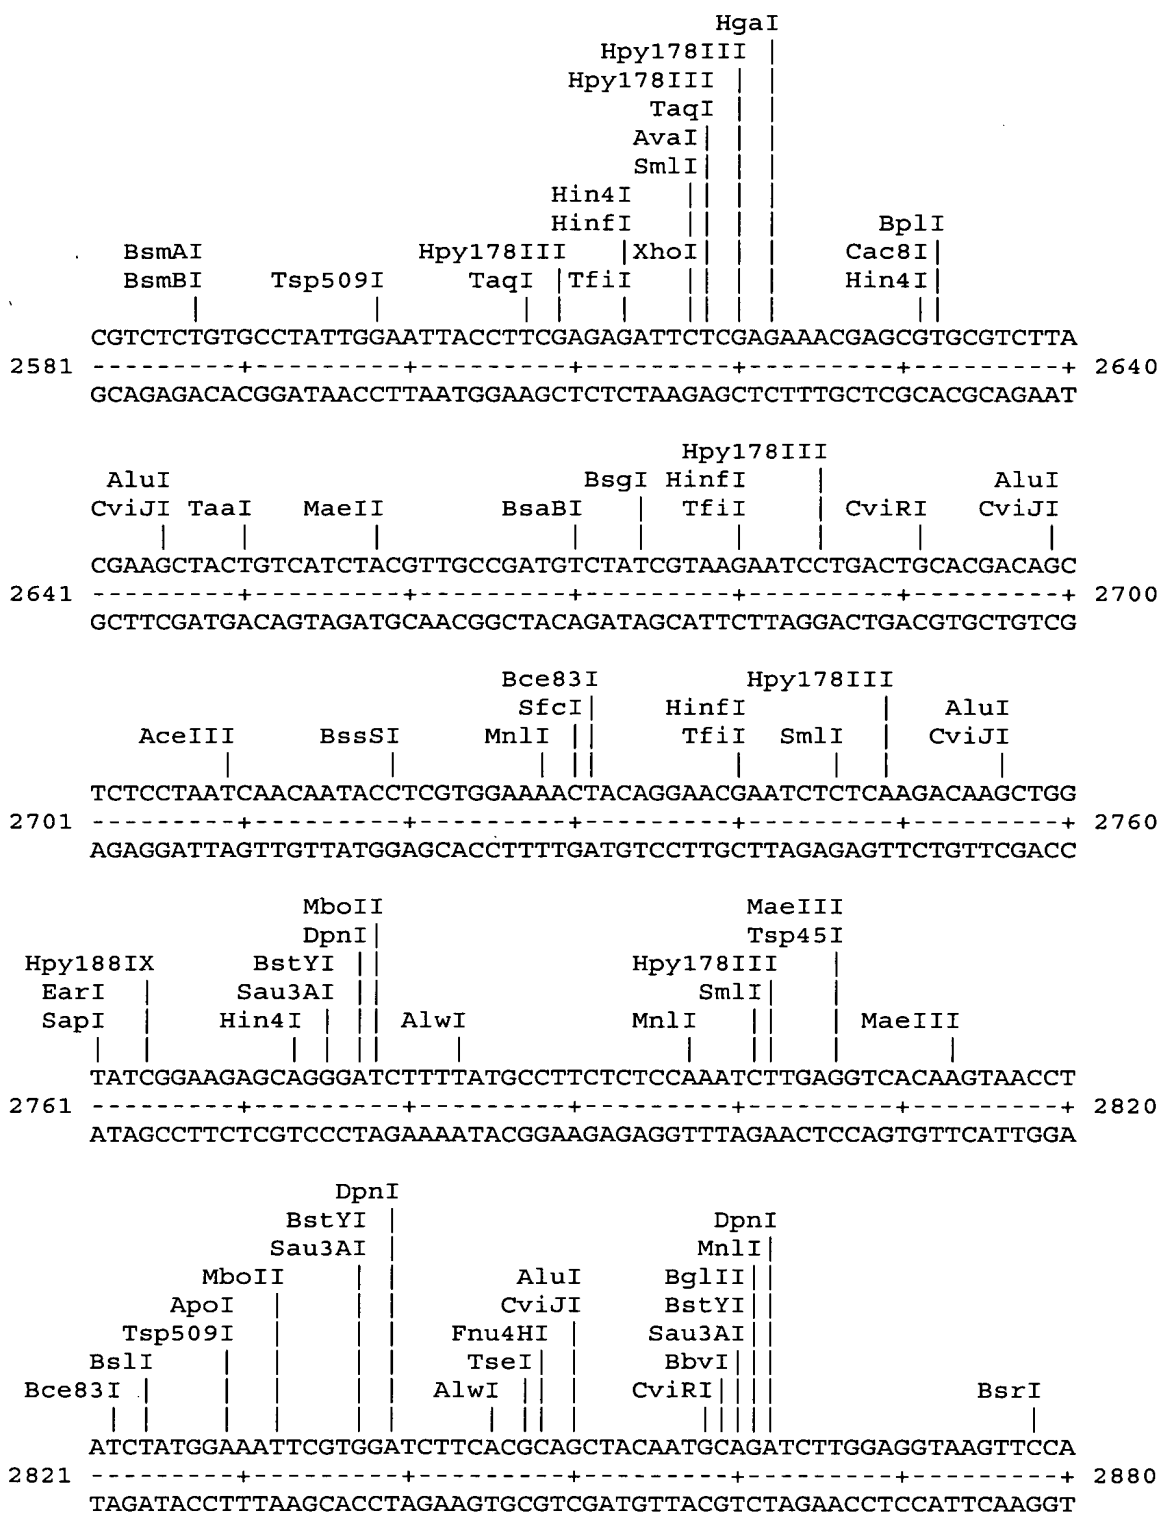 HgaI
Hpy178III |
Hpy178III | |
TaqI | |
AvaI| | |
SmlI| | |
Hin4I || | |
HinfI || | | BplI
BsmAI Hpy178III |XhoI| | | Cac8I|
BsmBI Tsp509I TaqI |TfiI || | | Hin4I|
CGTCTCTGTGCCTATTGGAATTACCTTCGAGAGATTCTCGAGAAACGAGCGTGCGTCTTA
2581 ---------+---------+---------+---------+---------+---------+ 2640
GCAGAGACACGGATAACCTTAATGGAAGCTCTCTAAGAGCTCTTTGCTCGCACGCAGAAT
Hpy178III
AluI BsgI HinfI | AluI
CviJI TaaI MaeII BsaBI | TfiI | CviRI CviJI
CGAAGCTACTGTCATCTACGTTGCCGATGTCTATCGTAAGAATCCTGACTGCACGACAGC
2641 ---------+---------+---------+---------+---------+---------+ 2700
GCTTCGATGACAGTAGATGCAACGGCTACAGATAGCATTCTTAGGACTGACGTGCTGTCG
Bce83I Hpy178III
SfcI| HinfI | AluI
AceIII BssSI MnlI || TfiI SmlI | CviJI
TCTCCTAATCAACAATACCTCGTGGAAAACTACAGGAACGAATCTCTCAAGACAAGCTGG
2701 ---------+---------+---------+---------+---------+---------+ 2760
AGAGGATTAGTTGTTATGGAGCACCTTTTGATGTCCTTGCTTAGAGAGTTCTGTTCGACC
MboII MaeIII
DpnI| Tsp45I
Hpy188IX BstYI || Hpy178III |
EarI | Sau3AI || SmlI| |
SapI | Hin4I | || AlwI MnlI || | MaeIII
TATCGGAAGAGCAGGGATCTTTTATGCCTTCTCTCCAAATCTTGAGGTCACAAGTAACCT
2761 ---------+---------+---------+---------+---------+---------+ 2820
ATAGCCTTCTCGTCCCTAGAAAATACGGAAGAGAGGTTTAGAACTCCAGTGTTCATTGGA
DpnI
BstYI | DpnI
Sau3AI | MnlI|
MboII | | AluI BglII||
ApoI | | | CviJI BstYI||
Tsp509I | | | Fnu4HI | Sau3AI||
BslI | | | | TseI| | BbvI|||
Bce83I | | | | | AlwI || | CviRI|||| BsrI
ATCTATGGAAATTCGTGGATCTTCACGCAGCTACAATGCAGATCTTGGAGGTAAGTTCCA
2821 ---------+---------+---------+---------+---------+---------+ 2880
TAGATACCTTTAAGCACCTAGAAGTGCGTCGATGTTACGTCTAGAACCTCCATTCAAGGT